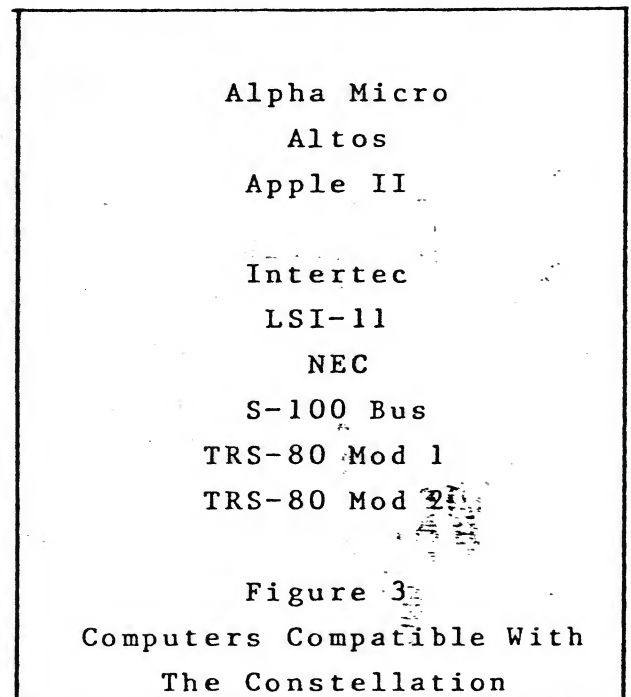 Alpha Micro
Altos
Apple II
Intertec
LSI-11
NEC
S-100 Bus
TRS-80 Mod 1
TRS-80 Mod 2
Figure 3
Computers Compatible With
The Constellation